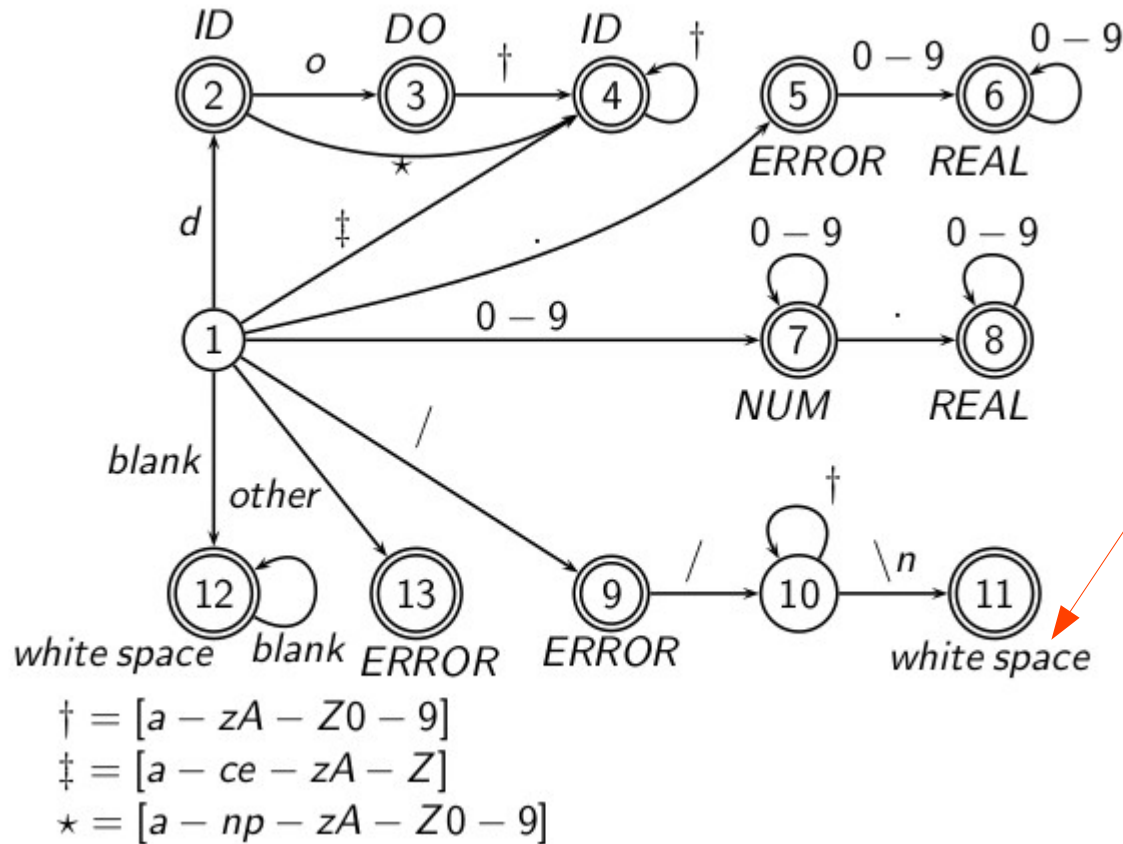 ID DO ID
o † † 0 – 9 0 – 9
2 3 4 5 6
⋆ ERROR REAL
d ‡ . 0 – 9 0 – 9
0 – 9 .
1 7 8
NUM REAL
/
blank other †
/ \n
12 13 9 10 11
white space blank ERROR ERROR white space
† = [a – zA – Z0 – 9]
‡ = [a – ce – zA – Z]
⋆ = [a – np – zA – Z0 – 9]